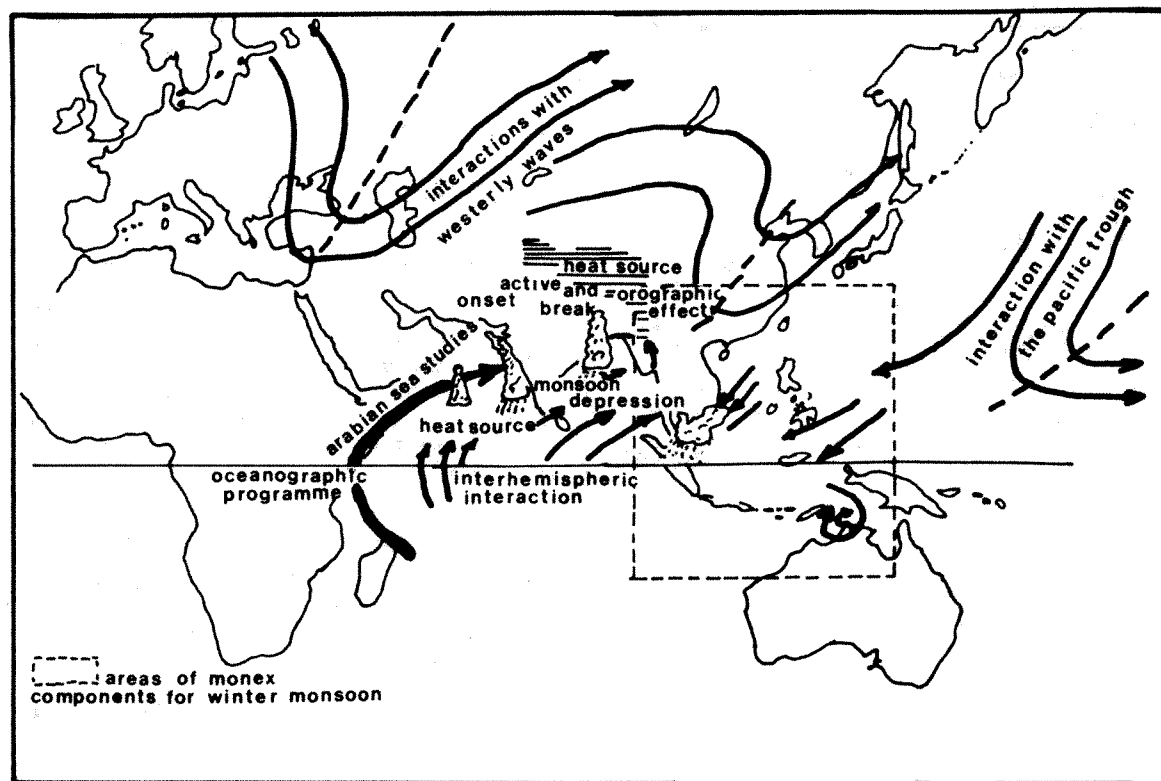 interactions with
westerly waves
interaction with
the pacific trough
heat source
active
and
orographic
onset
break
effect
arabian sea studies
monsoon
depression
heat source
oceanographic
programme
interhemispheric
interaction
areas of monex
components for winter monsoon